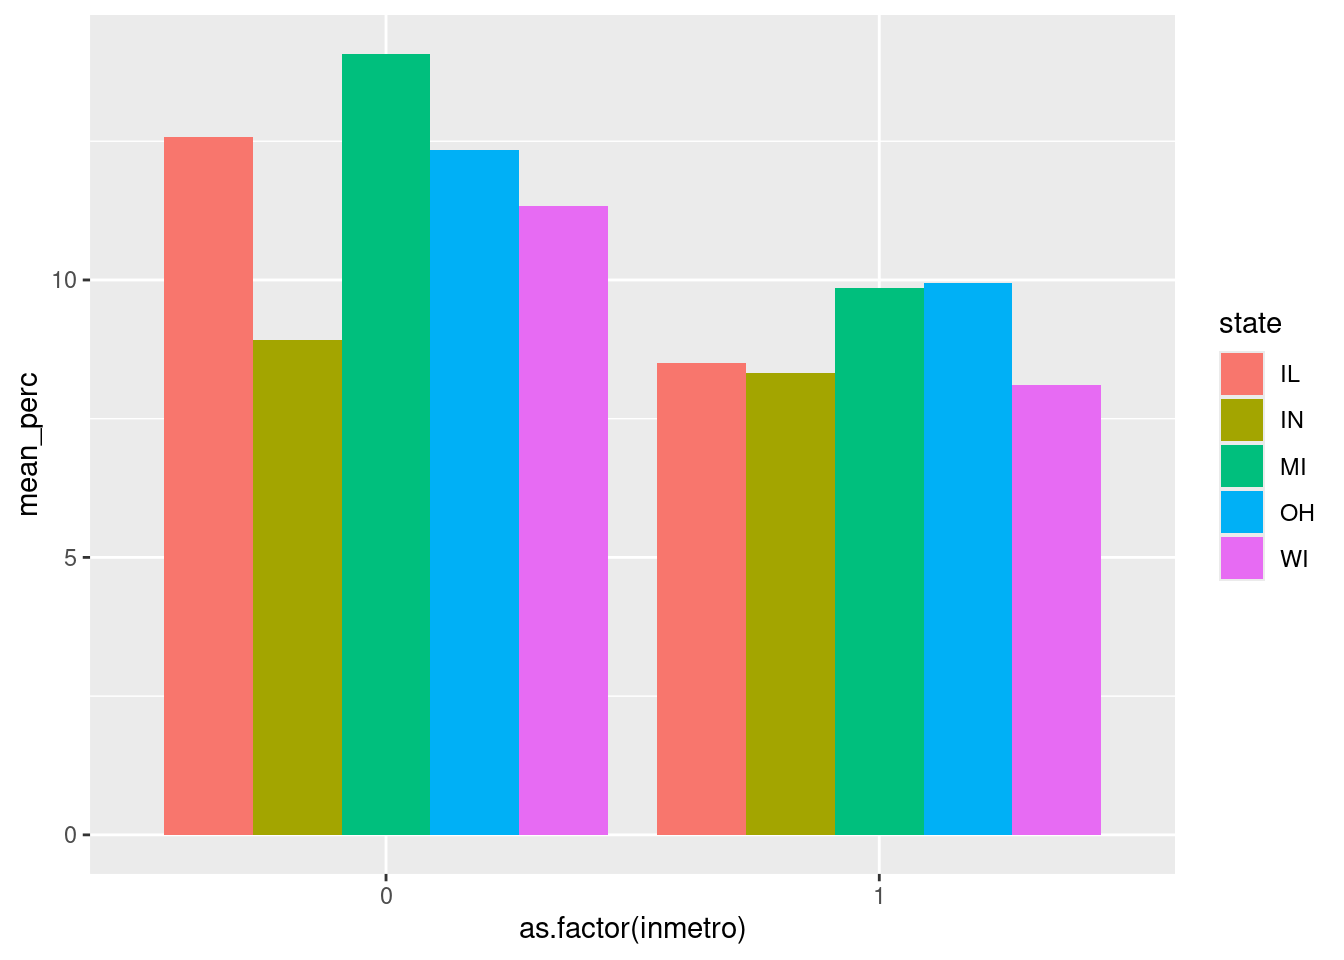 mean_perc
10
5
0
0
1
as.factor(inmetro)
state
IL
IN
MI
OH
WI